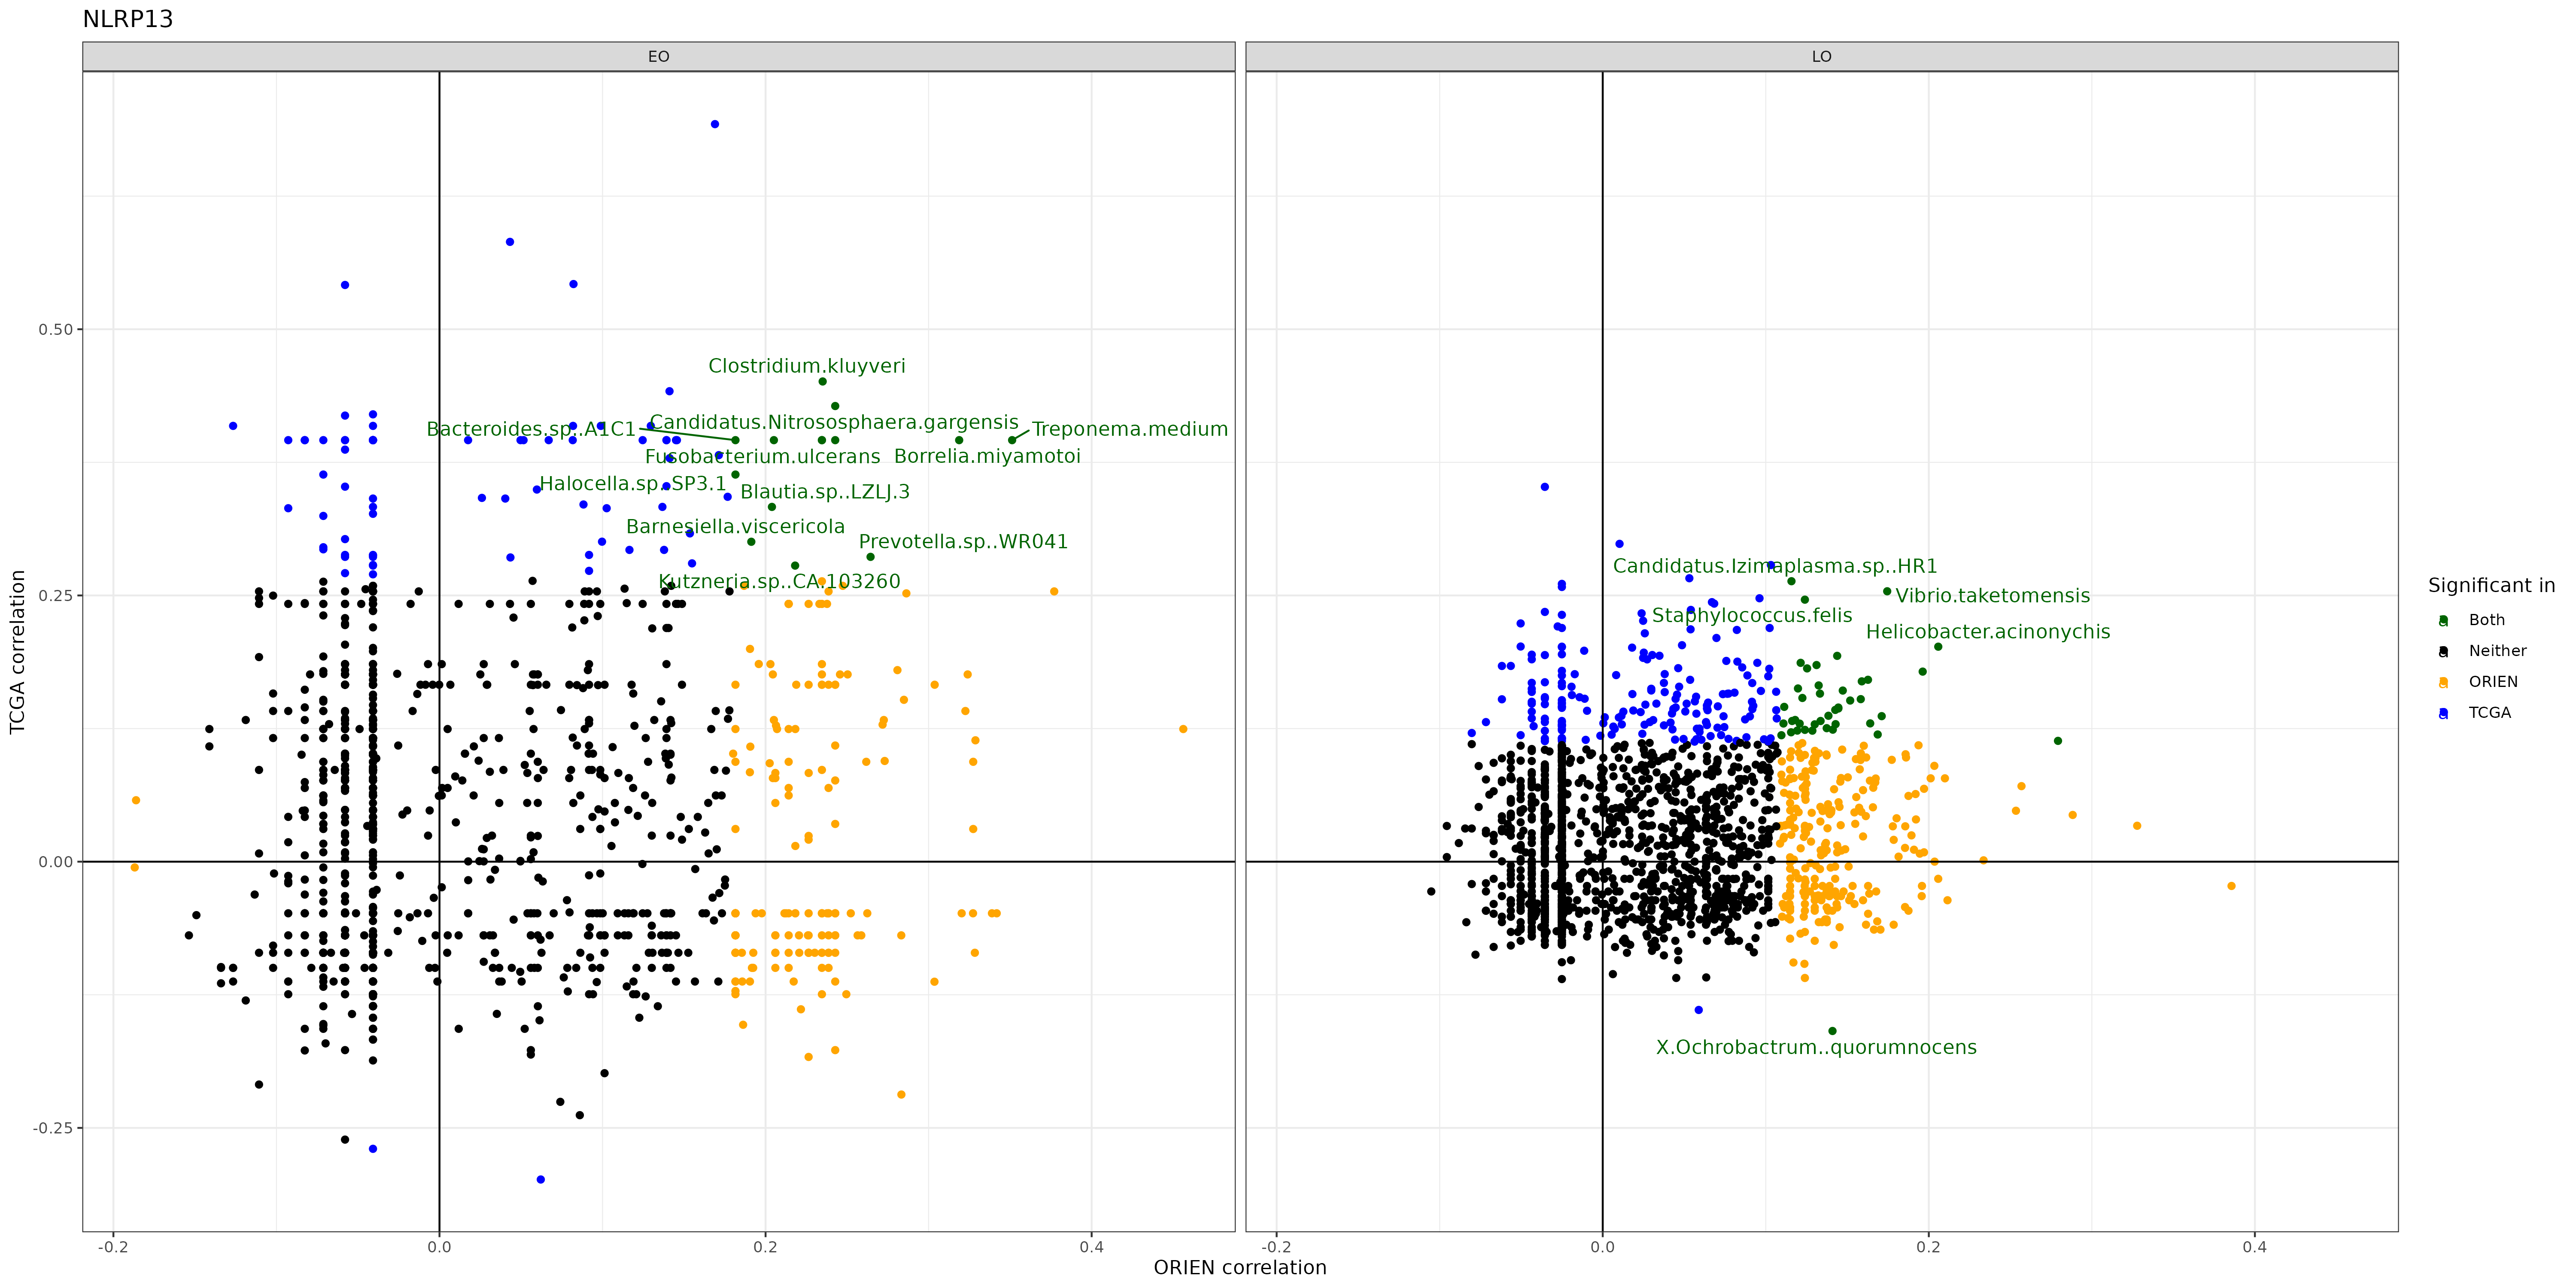 NLRP13
EO
LO
TCGA correlation
0.50
0.25
0.00
-0.25
Clostridium.kluyveri
Candidatus.Nitrososphaera.gargensis
Bacteroides.sp..A1C1
Treponema.medium
Fusobacterium.ulcerans
Borrelia.miyamotoi
Halocella.sp..SP3.1
Blautia.sp..LZLJ.3
Barnesiella.viscericola
Prevotella.sp..WR041
Kutzneria.sp..CA.103260
Candidatus.Izimaplasma.sp..HR1
Vibrio.taketomensis
Staphylococcus.felis
Helicobacter.acinonychis
X.Ochrobactrum..quorumnocens
-0.2
0.0
0.2
0.4
-0.2
0.0
0.2
0.4
ORIEN correlation
Significant in
a Both
a Neither
a ORIEN
a TCGA